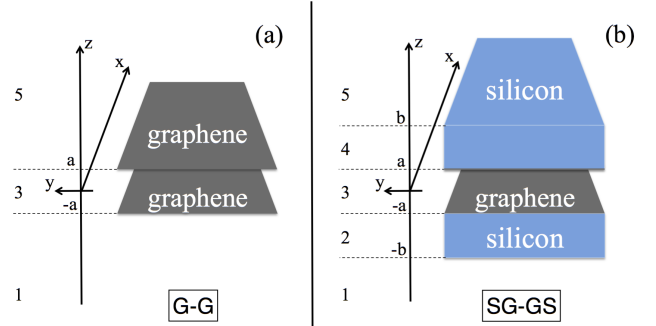 (a)
z
x
5
graphene
a
3
y
graphene
-a
1
G-G
(b)
z
x
silicon
5
b
4
a
3
y
graphene
-a
2
silicon
-b
1
SG-GS